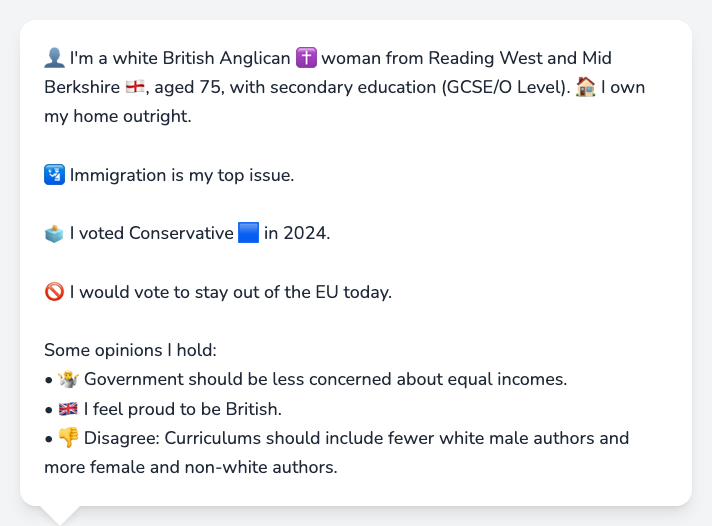 👤 I'm a white British Anglican ✝️ woman from Reading West and Mid
Berkshire 🏴󠁧󠁢󠁥󠁮󠁧󠁿, aged 75, with secondary education (GCSE/O Level). 🏠 I own
my home outright.
🛂 Immigration is my top issue.
🗳️ I voted Conservative 🟦 in 2024.
🚫 I would vote to stay out of the EU today.
Some opinions I hold:
• 🤷 Government should be less concerned about equal incomes.
• 🇬🇧 I feel proud to be British.
• 👎 Disagree: Curriculums should include fewer white male authors and
more female and non-white authors.